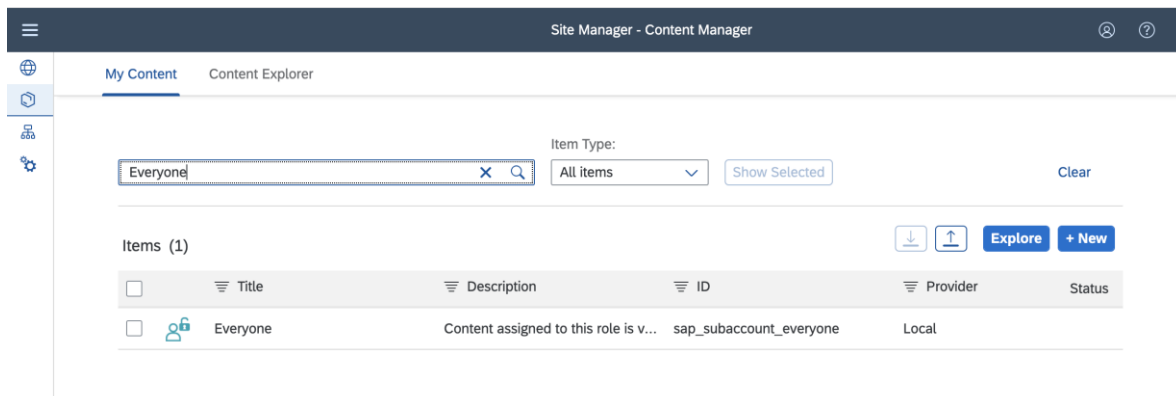 Site Manager - Content Manager
My Content Content Explorer
Item Type:
Everyone All items Show Selected Clear
Items (1) Explore + New
Title Description ID Provider Status
Everyone Content assigned to this role is v... sap_subaccount_everyone Local